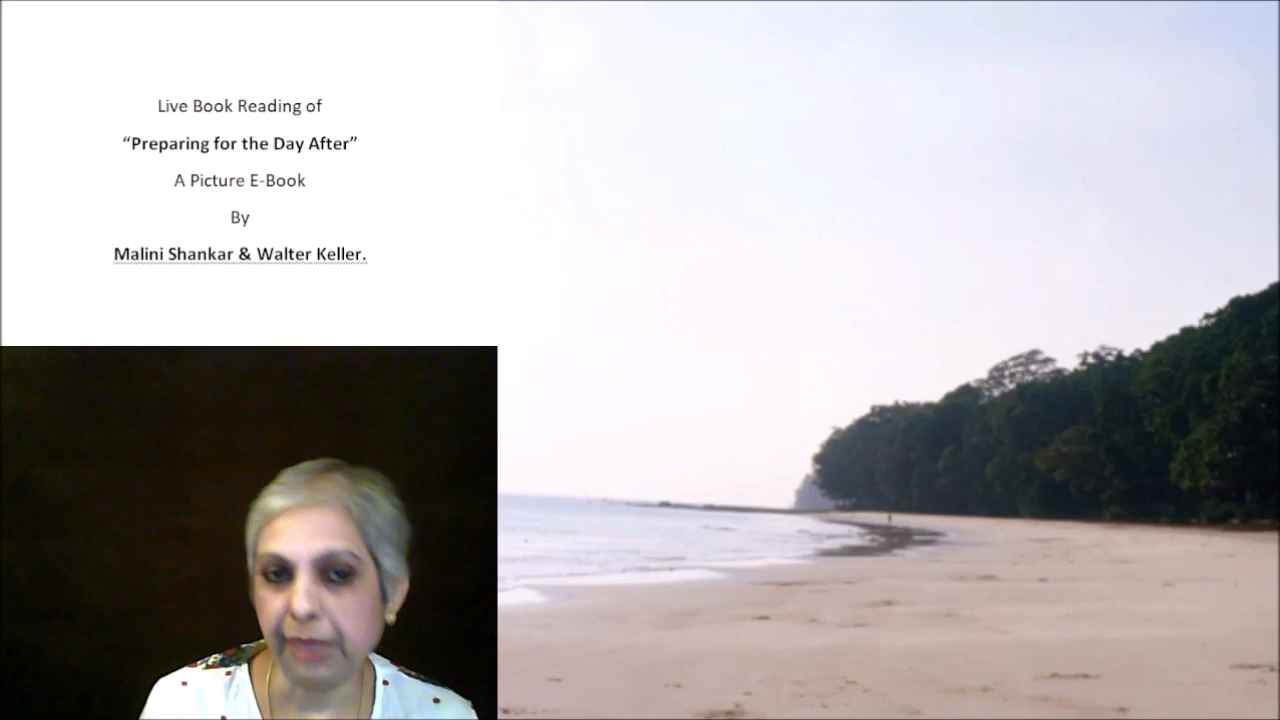 Live Book Reading of
“Preparing for the Day After”
A Picture E-Book
By
Malini Shankar & Walter Keller.